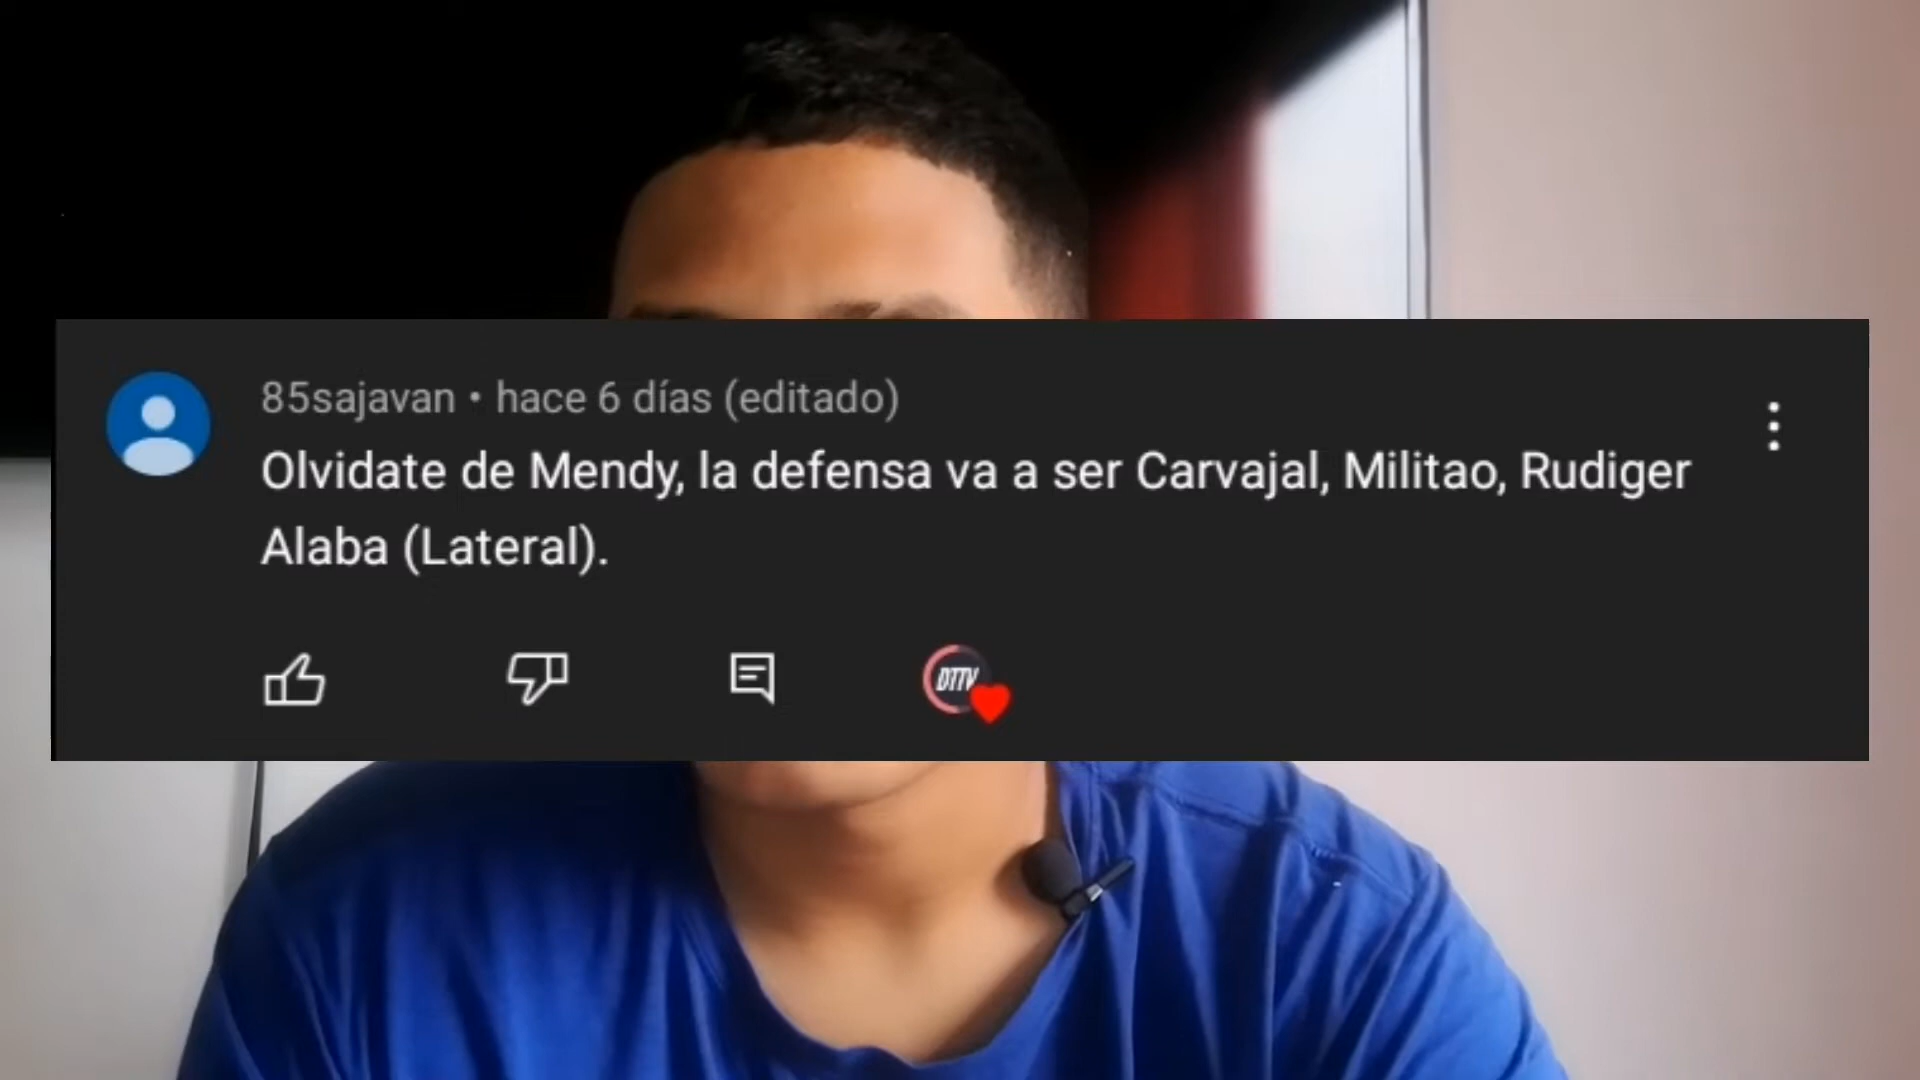 85sajavan • hace 6 días (editado)
Olvidate de Mendy, la defensa va a ser Carvajal, Militao, Rudiger
Alaba (Lateral).
DTTV